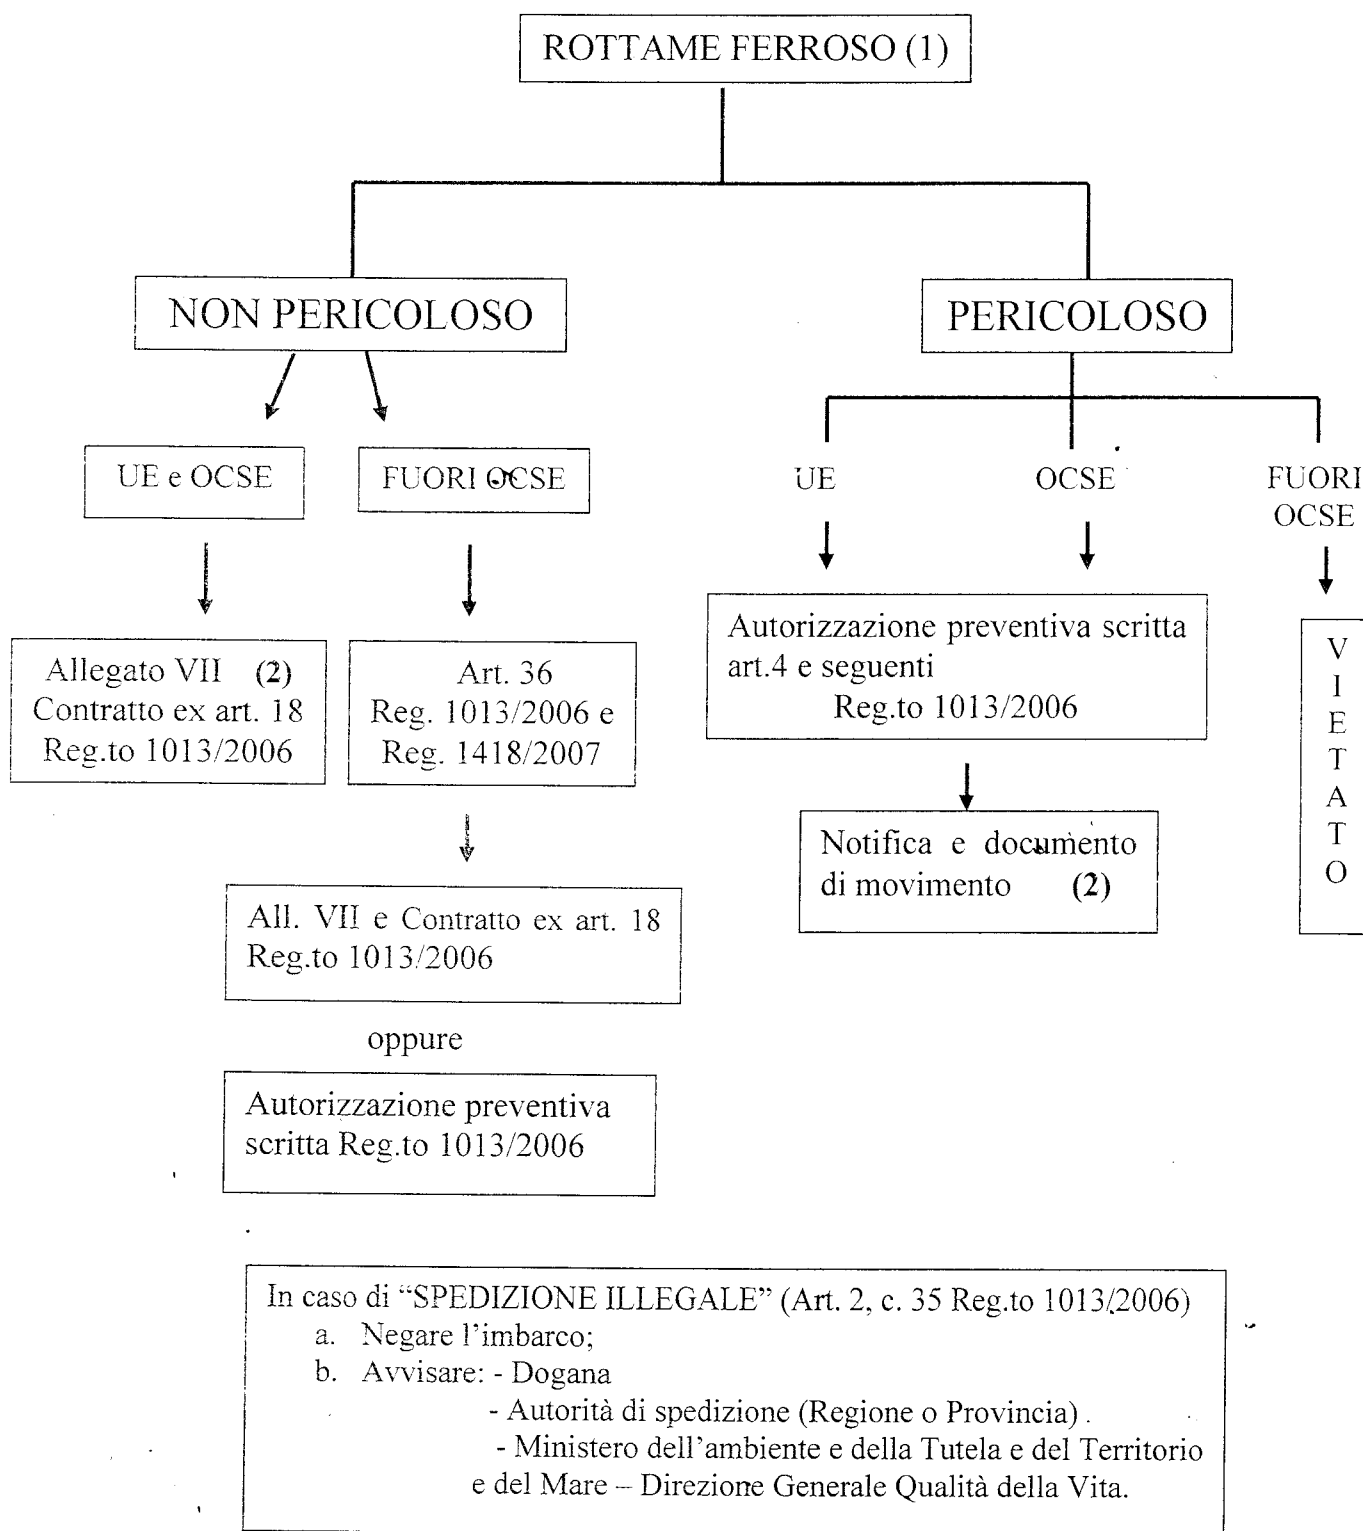 ROTTAME FERROSO (1)
NON PERICOLOSO
PERICOLOSO
UE e OCSE
FUORI OCSE
UE
OCSE
FUORI
OCSE
Allegato VII (2)
Contratto ex art. 18
Reg.to 1013/2006
Art. 36
Reg. 1013/2006 e
Reg. 1418/2007
Autorizzazione preventiva scritta
art.4 e seguenti
Reg.to 1013/2006
V
I
E
T
A
T
O
Notifica e documento
di movimento (2)
All. VII e Contratto ex art. 18
Reg.to 1013/2006
oppure
Autorizzazione preventiva
scritta Reg.to 1013/2006
In caso di “SPEDIZIONE ILLEGALE” (Art. 2, c. 35 Reg.to 1013/2006)
a. Negare l’imbarco;
b. Avvisare: - Dogana
- Autorità di spedizione (Regione o Provincia) .
- Ministero dell’ambiente e della Tutela e del Territorio
e del Mare – Direzione Generale Qualità della Vita.